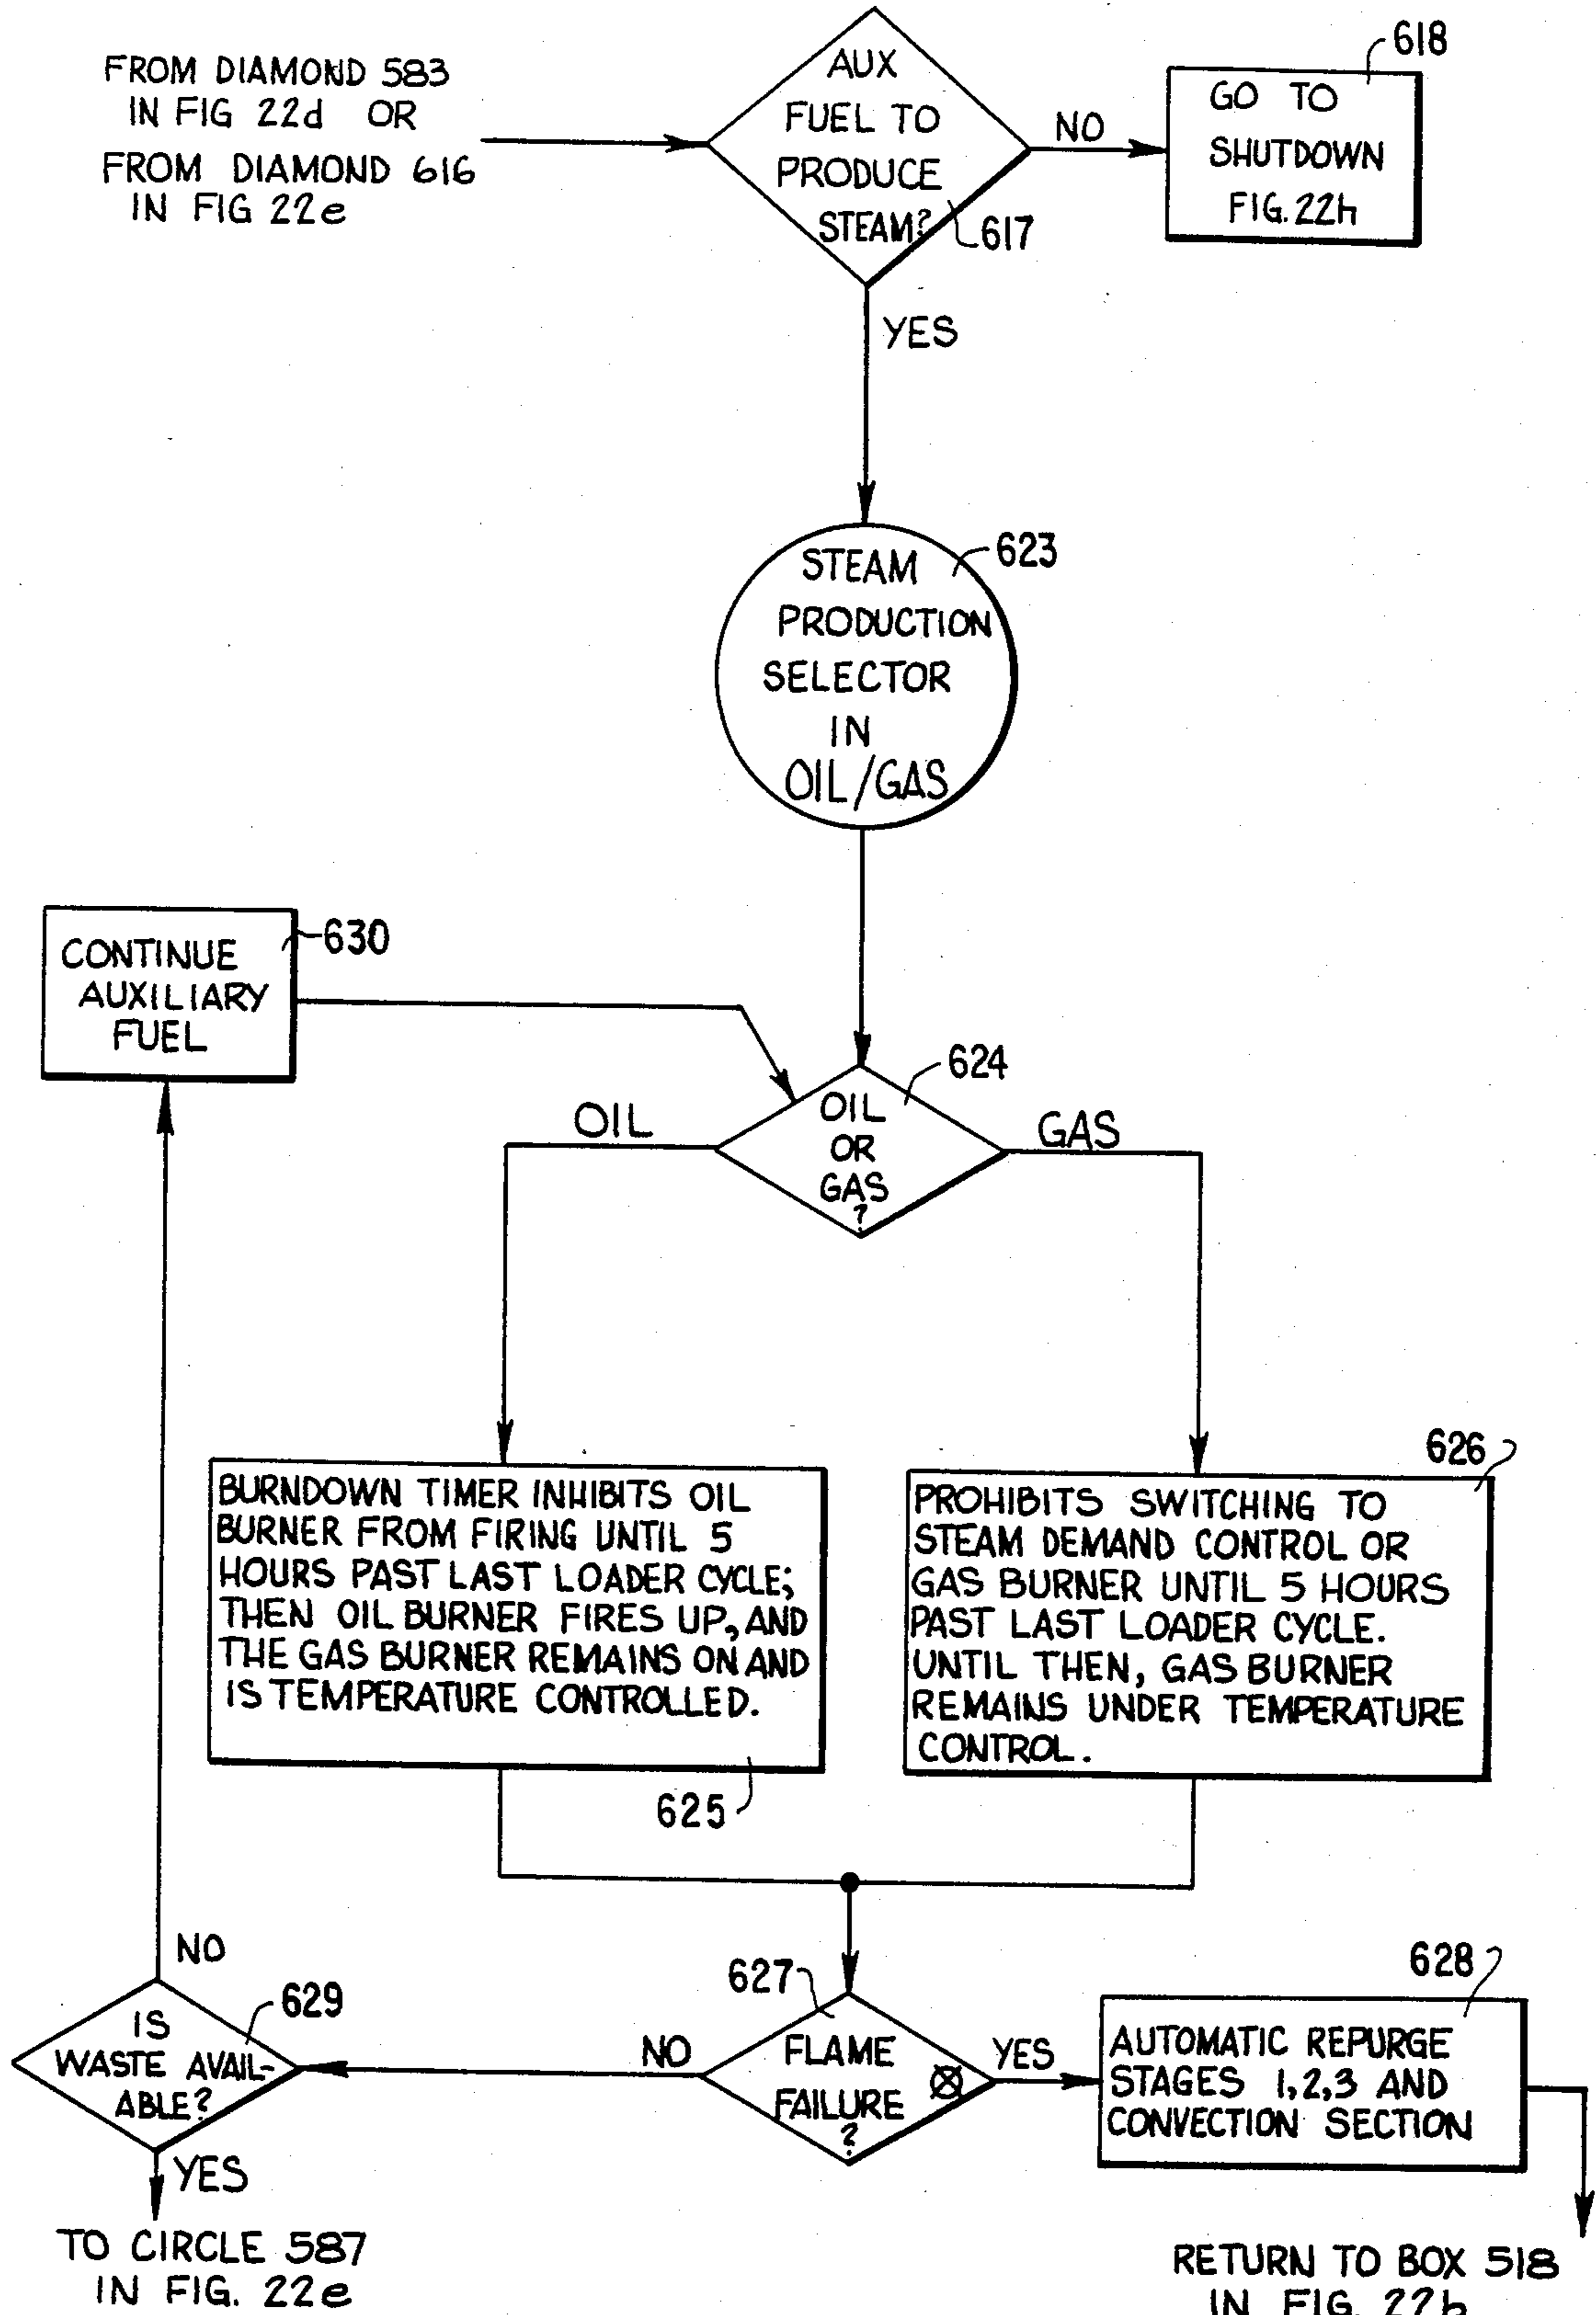 FROM DIAMOND 583
IN FIG 22d OR
FROM DIAMOND 616
IN FIG 22e
AUX
FUEL TO
PRODUCE
STEAM?
617
NO
618
GO TO
SHUTDOWN
FIG. 22h
YES
STEAM
PRODUCTION
SELECTOR
IN
OIL/GAS
623
CONTINUE
AUXILIARY
FUEL
630
624
OIL
OR
GAS
?
OIL
GAS
BURNDOWN TIMER INHIBITS OIL
BURNER FROM FIRING UNTIL 5
HOURS PAST LAST LOADER CYCLE;
THEN OIL BURNER FIRES UP, AND
THE GAS BURNER REMAINS ON AND
IS TEMPERATURE CONTROLLED.
625
626
PROHIBITS SWITCHING TO
STEAM DEMAND CONTROL OR
GAS BURNER UNTIL 5 HOURS
PAST LAST LOADER CYCLE.
UNTIL THEN, GAS BURNER
REMAINS UNDER TEMPERATURE
CONTROL.
627
FLAME
FAILURE
?
YES
628
AUTOMATIC REPURGE
STAGES 1,2,3 AND
CONVECTION SECTION
RETURN TO BOX 518
IN FIG. 22b
NO
629
IS
WASTE AVAIL-
ABLE?
NO
YES
TO CIRCLE 587
IN FIG. 22e